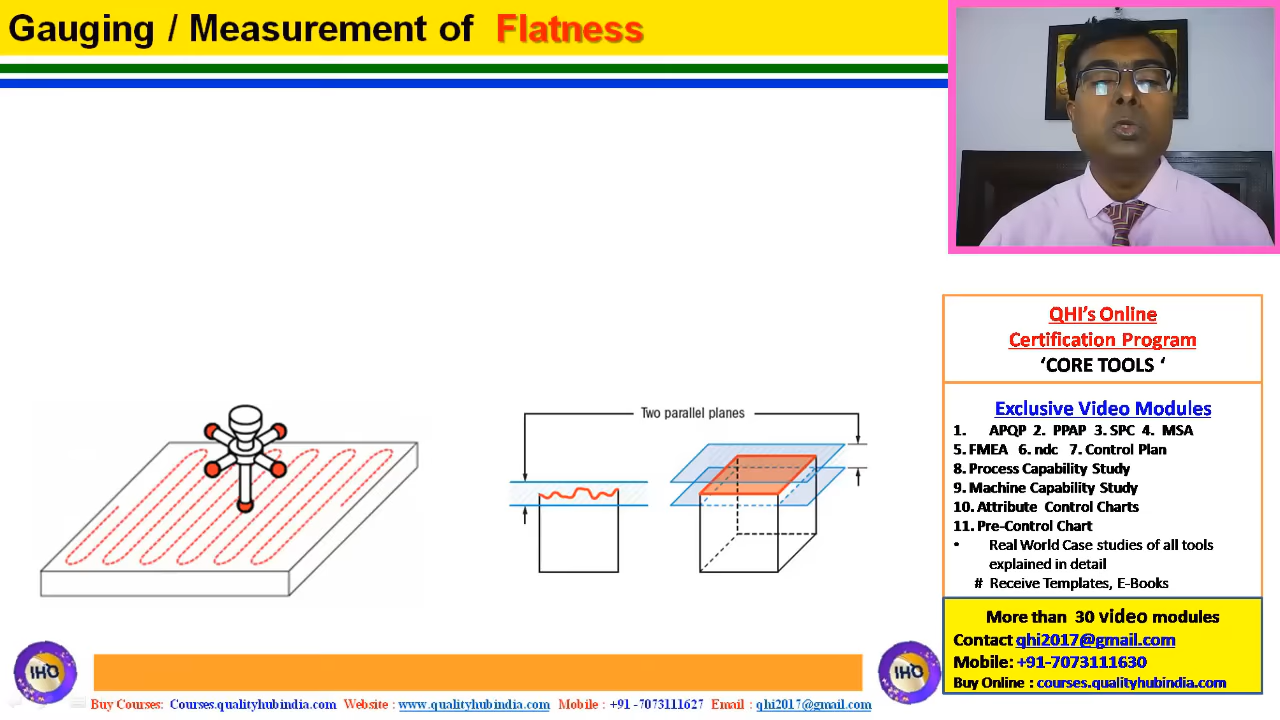 Gauging / Measurement of Flatness
Two parallel planes
QHI's Online
Certification Program
'CORE TOOLS '
Exclusive Video Modules
1. APQP 2. PPAP 3. SPC 4. MSA
5. FMEA 6. ndc 7. Control Plan
8. Process Capability Study
9. Machine Capability Study
10. Attribute Control Charts
11. Pre-Control Chart
• Real World Case studies of all tools
explained in detail
# Receive Templates, E-Books
More than 30 video modules
Contact qhi2017@gmail.com
Mobile: +91-7073111630
Buy Online : courses.qualityhubindia.com
IHQ
IHQ
Buy Courses: Courses.qualityhubindia.com Website : www.qualityhubindia.com Mobile : +91 -7073111627 Email : qhi2017@gmail.com